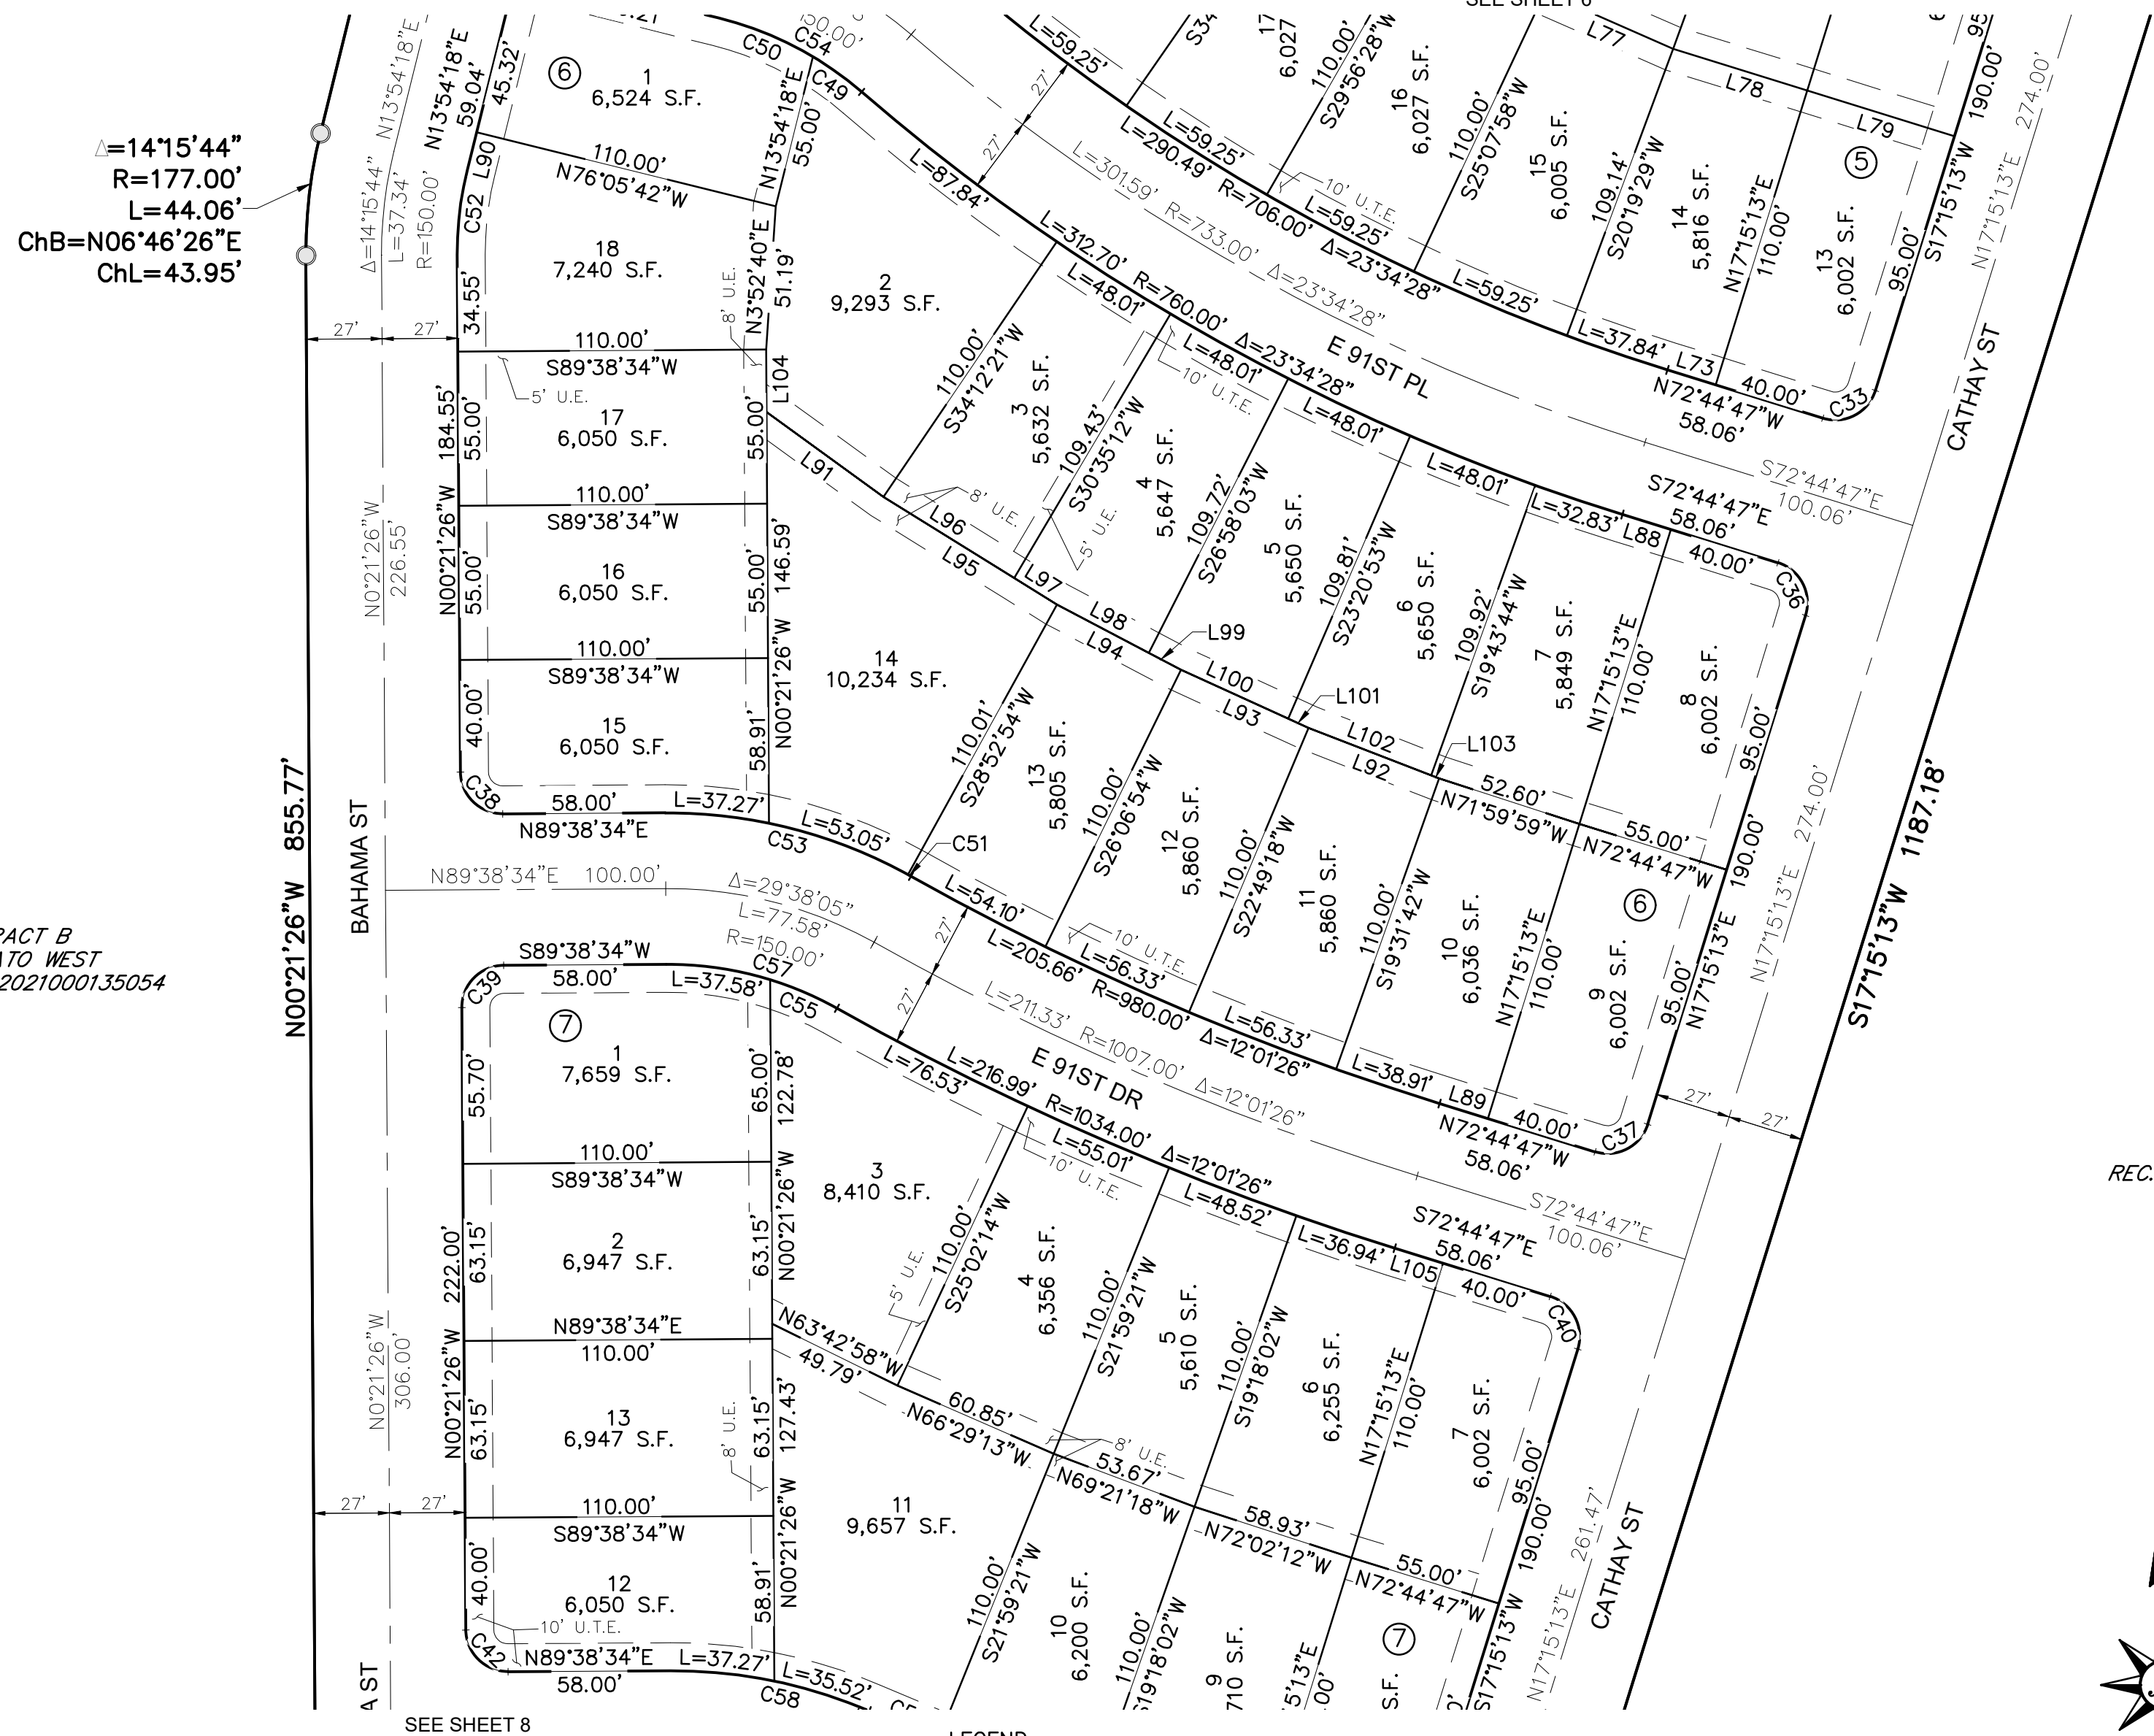 SEE SHEET 6
Δ=14°15'44"
R=177.00'
L=44.06'
ChB=N06°46'26"E
ChL=43.95'
Δ=14°15'44"
L=37.34'
R=150.00'
N13°54'18"E
N13°54'18"E
59.04'
45.32'
L90
C52
6
1
6,524 S.F.
C50
C54
C49
N13°54'18"E
55.00'
110.00'
N76°05'42"W
18
7,240 S.F.
34.55'
8' U.E.
N3°52'40"E
51.19'
27'
27'
110.00'
S89°38'34"W
5' U.E.
L104
17
6,050 S.F.
184.55'
55.00'
55.00'
110.00'
S89°38'34"W
N0°21'26"W
226.55'
N00°21'26"W
55.00'
16
6,050 S.F.
55.00'
146.59'
110.00'
S89°38'34"W
N00°21'26"W
15
6,050 S.F.
40.00'
58.91'
C38
58.00'
N89°38'34"E
L=37.27'
C53
L=53.05'
C51
N00°21'26"W 855.77'
BAHAMA ST
N89°38'34"E 100.00'
Δ=29°38'05"
L=77.58'
R=150.00'
ACT B
TO WEST
2021000135054
L=87.84'
L=312.70' R=760.00' Δ=23°34'28"
L=301.59' R=733.00' Δ=23°34'28"
L=290.49' R=706.00' Δ=23°34'28"
E 91ST PL
27'
27'
L=59.25'
L=59.25'
L=59.25'
L=59.25'
L=37.84'
L73
10' U.T.E.
17
6,027
110.00'
S29°56'28"W
16
6,027 S.F.
110.00'
S25°07'58"W
15
6,005 S.F.
109.14'
S20°19'29"W
14
5,816 S.F.
N17°15'13"E
110.00'
13
6,002 S.F.
5
L77
L78
L79
95.00'
190.00'
S17°15'13"W
N17°15'13"E 274.00'
40.00'
N72°44'47"W
58.06'
C33
CATHAY ST
2
9,293 S.F.
L=48.01'
110.00'
S34°12'21"W
3
5,632 S.F.
L=48.01'
10' U.T.E.
109.43'
S30°35'12"W
4
5,647 S.F.
L=48.01'
109.72'
S26°58'03"W
5
5,650 S.F.
L=48.01'
109.81'
S23°20'53"W
6
5,650 S.F.
L=32.83'
L88
109.92'
S19°43'44"W
7
5,849 S.F.
S72°44'47"E
58.06'
40.00'
C36
S72°44'47"E
100.06'
N17°15'13"E
110.00'
8
6,002 S.F.
95.00'
L91
8' U.E.
5' U.E.
L96
L95
L97
L98
L94
L99
L100
L93
L101
L102
L92
L103
52.60'
N71°59'59"W
55.00'
N72°44'47"W
190.00'
N17°15'13"E
N17°15'13"E 274.00'
S17°15'13"W 1187.18'
14
10,234 S.F.
110.01'
S28°52'54"W
13
5,805 S.F.
110.00'
S26°06'54"W
12
5,860 S.F.
110.00'
S22°49'18"W
11
5,860 S.F.
110.00'
S19°31'42"W
10
6,036 S.F.
N17°15'13"E
110.00'
9
6,002 S.F.
6
95.00'
L=54.10'
10' U.T.E.
L=56.33'
L=56.33'
L=38.91'
L89
L=205.66' R=980.00' Δ=12°01'26"
40.00'
N72°44'47"W
58.06'
C37
27'
27'
27'
27'
L=211.33' R=1007.00' Δ=12°01'26"
E 91ST DR
L=216.99' R=1034.00' Δ=12°01'26"
S72°44'47"E
100.06'
REC.
S89°38'34"W
58.00'
C39
L=37.58'
C57
C55
7
1
7,659 S.F.
55.70'
65.00'
122.78'
110.00'
S89°38'34"W
N00°21'26"W
2
6,947 S.F.
222.00'
63.15'
63.15'
N89°38'34"E
110.00'
N0°21'26"W
306.00'
N00°21'26"W
63.15'
13
6,947 S.F.
8' U.E.
63.15'
127.43'
27'
27'
110.00'
S89°38'34"W
N00°21'26"W
40.00'
12
6,050 S.F.
10' U.T.E.
58.91'
C42
N89°38'34"E
58.00'
L=37.27'
L=35.52'
C58
A ST
L=76.53'
3
8,410 S.F.
5' U.E.
110.00'
S25°02'14"W
L=55.01'
10' U.T.E.
4
6,356 S.F.
L=48.52'
110.00'
S21°59'21"W
5
5,610 S.F.
L=36.94'
L105
110.00'
S19°18'02"W
6
6,255 S.F.
S72°44'47"E
58.06'
40.00'
C40
N17°15'13"E
110.00'
7
6,002 S.F.
95.00'
190.00'
N63°42'58"W
49.79'
60.85'
N66°29'13"W
8' U.E.
53.67'
N69°21'18"W
58.93'
N72°02'12"W
55.00'
N72°44'47"W
11
9,657 S.F.
110.00'
S21°59'21"W
10
6,200 S.F.
110.00'
S19°18'02"W
9
710 S.F.
5'13"E
00'
S.F.
7
S17°15'13"W
N17°15'13"E 261.47'
CATHAY ST
SEE SHEET 8
LEGEND